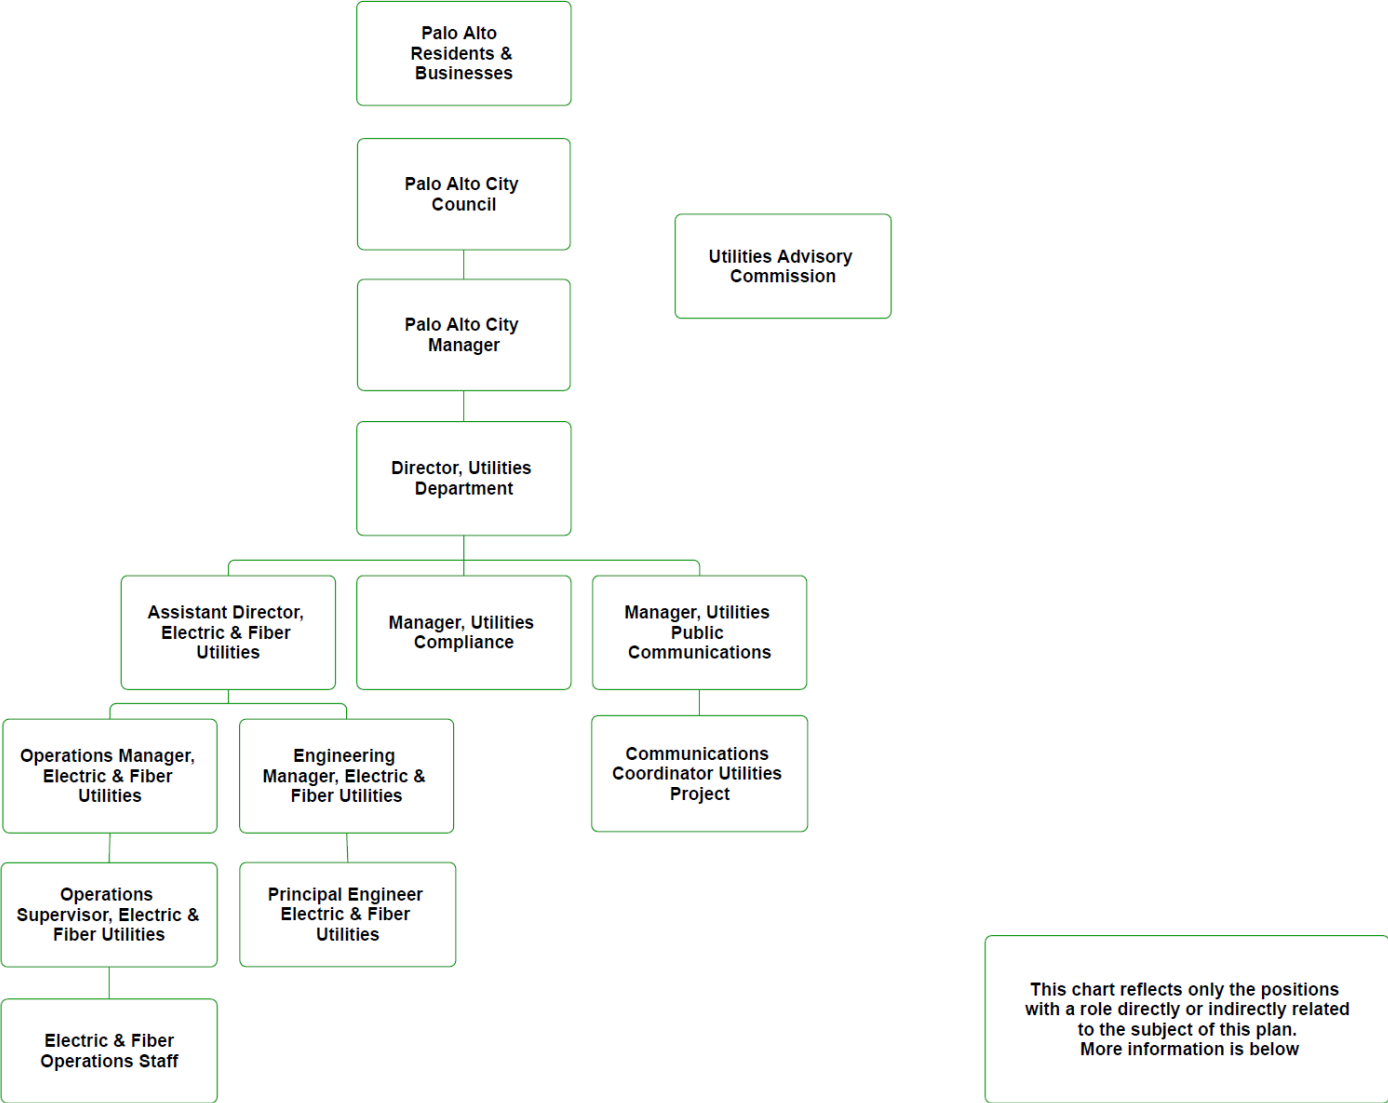 Palo Alto
Residents &
Businesses
Palo Alto City
Council
Utilities Advisory
Commission
Palo Alto City
Manager
Director, Utilities
Department
Assistant Director,
Electric & Fiber
Utilities
Manager, Utilities
Compliance
Manager, Utilities
Public
Communications
Operations Manager,
Electric & Fiber
Utilities
Engineering
Manager, Electric &
Fiber Utilities
Communications
Coordinator Utilities
Project
Operations
Supervisor, Electric &
Fiber Utilities
Principal Engineer
Electric & Fiber
Utilities
Electric & Fiber
Operations Staff
This chart reflects only the positions
with a role directly or indirectly related
to the subject of this plan.
More information is below